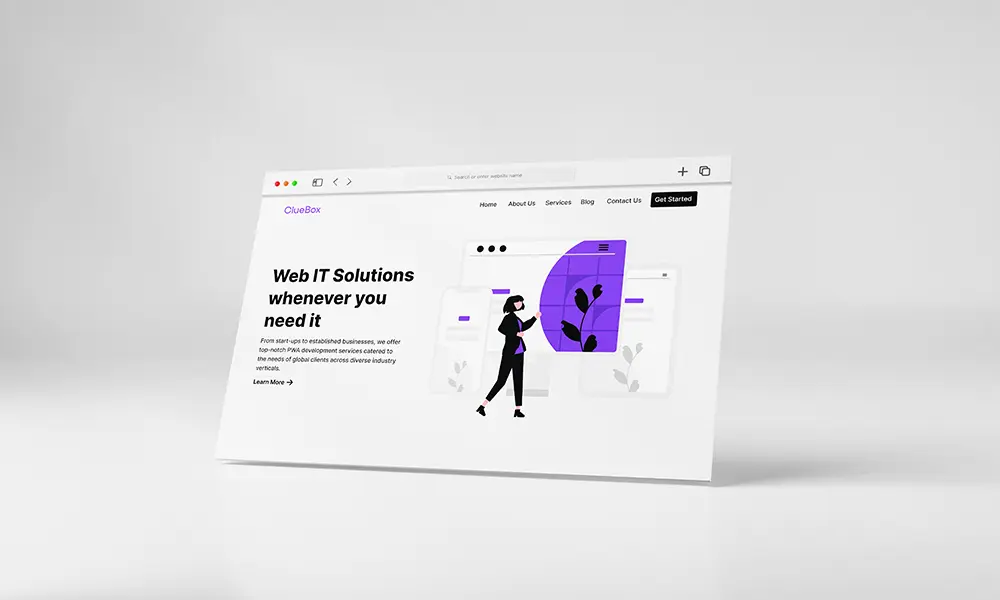 Search or enter website name
ClueBox
Home About Us Services Blog Contact Us Get Started
Web IT Solutions
whenever you
need it
From start-ups to established businesses, we offer
top-notch PWA development services catered to
the needs of global clients across diverse industry
verticals.
Learn More